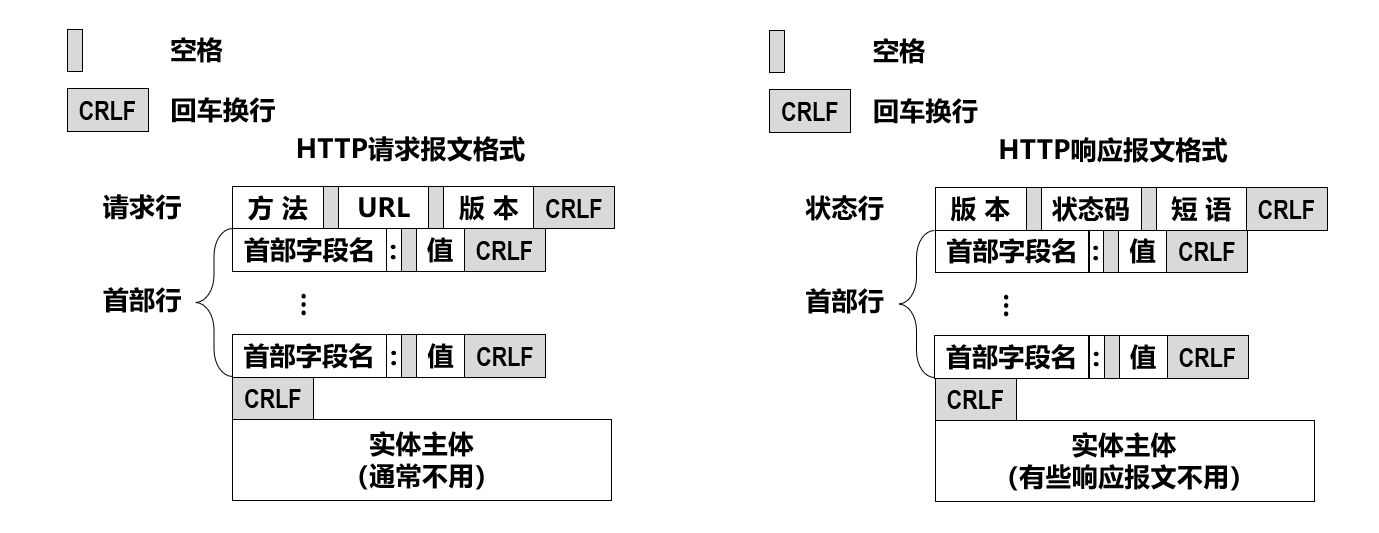 空格
CRLF 回车换行
HTTP请求报文格式
请求行 方 法 URL 版 本 CRLF
首部字段名 : 值 CRLF
首部行 ⋮
首部字段名 : 值 CRLF
CRLF
实体主体
(通常不用)
空格
CRLF 回车换行
HTTP响应报文格式
状态行 版 本 状态码 短 语 CRLF
首部字段名 : 值 CRLF
首部行 ⋮
首部字段名 : 值 CRLF
CRLF
实体主体
(有些响应报文不用)